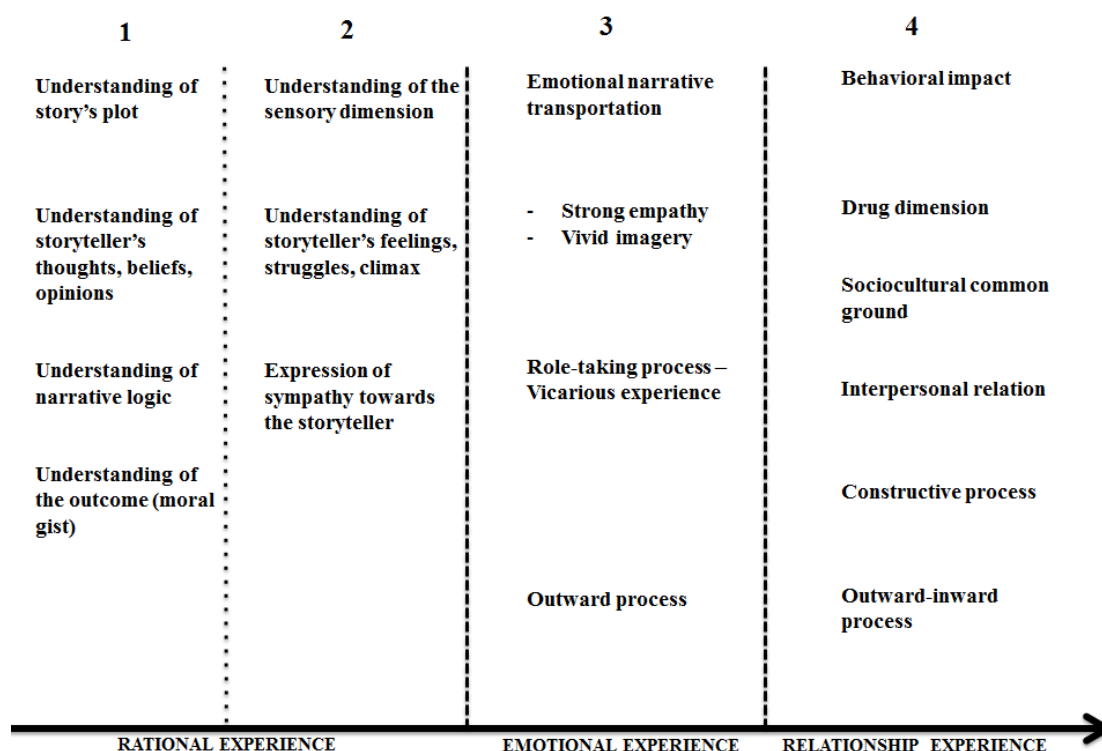 1
Understanding of
story's plot
Understanding of
storyteller's
thoughts, beliefs,
opinions
Understanding of
narrative logic
Understanding of
the outcome (moral
gist)
2
Understanding of the
sensory dimension
Understanding of
storyteller's feelings,
struggles, climax
Expression of
sympathy towards
the storyteller
3
Emotional narrative
transportation
- Strong empathy
- Vivid imagery
Role-taking process –
Vicarious experience
Outward process
4
Behavioral impact
Drug dimension
Sociocultural common
ground
Interpersonal relation
Constructive process
Outward-inward
process
RATIONAL EXPERIENCE
EMOTIONAL EXPERIENCE
RELATIONSHIP EXPERIENCE